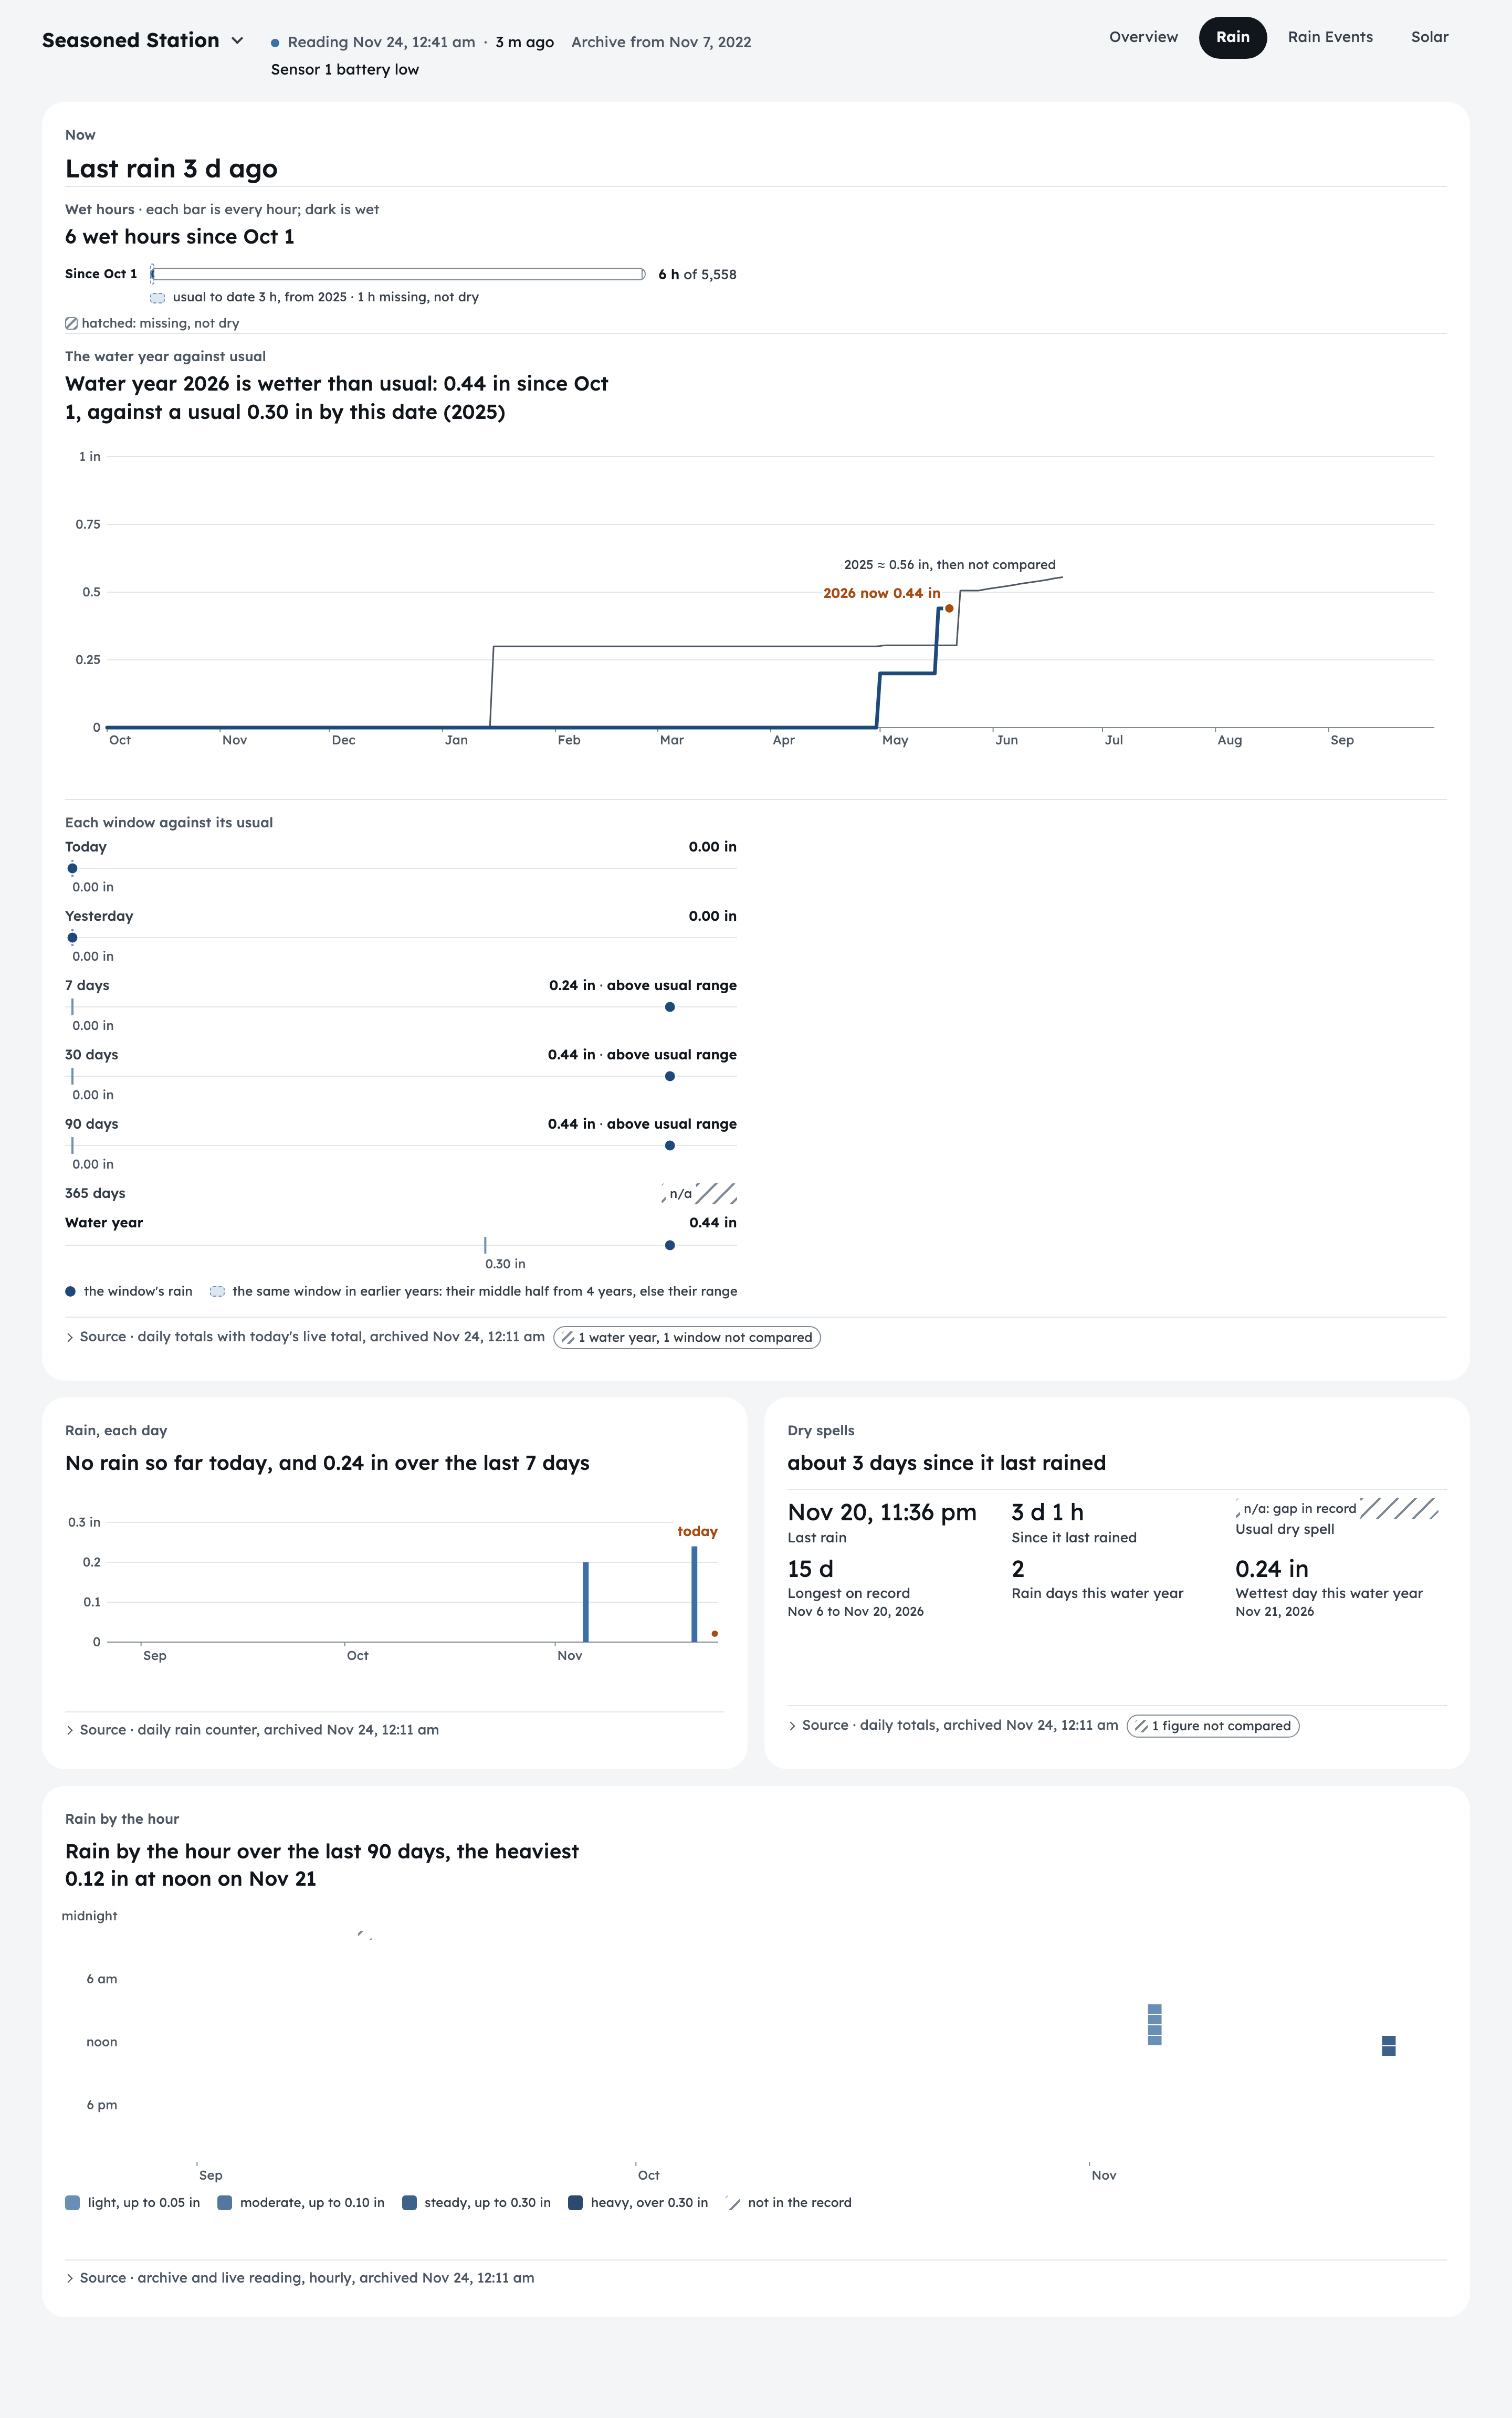 Seasoned Station
Reading Nov 24, 12:41 am · 3 m ago Archive from Nov 7, 2022
Sensor 1 battery low
Overview Rain Rain Events Solar
Now
Last rain 3 d ago
Wet hours · each bar is every hour; dark is wet
6 wet hours since Oct 1
Since Oct 1 6 h of 5,558
usual to date 3 h, from 2025 · 1 h missing, not dry
hatched: missing, not dry
The water year against usual
Water year 2026 is wetter than usual: 0.44 in since Oct
1, against a usual 0.30 in by this date (2025)
1 in
0.75
2025 ≈ 0.56 in, then not compared
0.5
2026 now 0.44 in
0.25
0
Oct Nov Dec Jan Feb Mar Apr May Jun Jul Aug Sep
Each window against its usual
Today 0.00 in
0.00 in
Yesterday 0.00 in
0.00 in
7 days 0.24 in · above usual range
0.00 in
30 days 0.44 in · above usual range
0.00 in
90 days 0.44 in · above usual range
0.00 in
365 days n/a
Water year 0.44 in
0.30 in
the window's rain the same window in earlier years: their middle half from 4 years, else their range
Source · daily totals with today's live total, archived Nov 24, 12:11 am 1 water year, 1 window not compared
Rain, each day
No rain so far today, and 0.24 in over the last 7 days
0.3 in
today
0.2
0.1
0
Sep Oct Nov
Source · daily rain counter, archived Nov 24, 12:11 am
Dry spells
about 3 days since it last rained
Nov 20, 11:36 pm
Last rain
3 d 1 h
Since it last rained
n/a: gap in record
Usual dry spell
15 d
Longest on record
Nov 6 to Nov 20, 2026
2
Rain days this water year
0.24 in
Wettest day this water year
Nov 21, 2026
Source · daily totals, archived Nov 24, 12:11 am 1 figure not compared
Rain by the hour
Rain by the hour over the last 90 days, the heaviest
0.12 in at noon on Nov 21
midnight
6 am
noon
6 pm
Sep Oct Nov
light, up to 0.05 in moderate, up to 0.10 in steady, up to 0.30 in heavy, over 0.30 in not in the record
Source · archive and live reading, hourly, archived Nov 24, 12:11 am